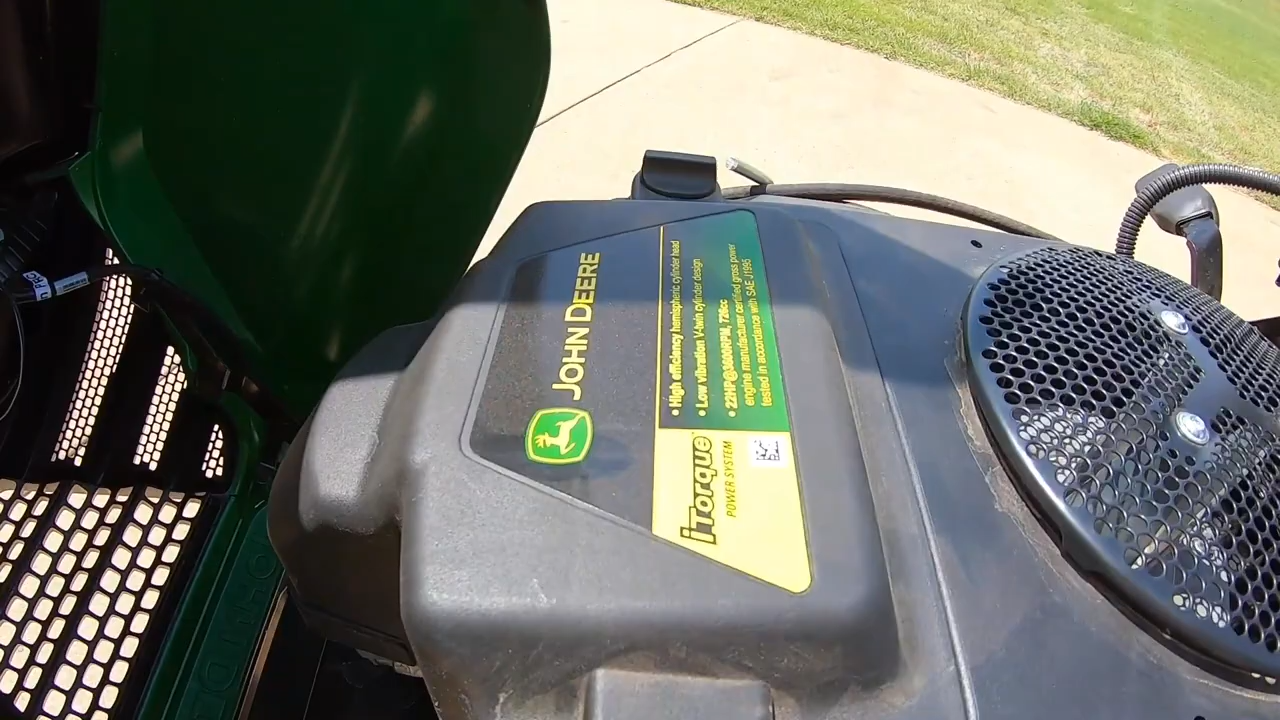 JOHN DEERE
• High efficiency hemispheric cylinder head
• Low vibration V-twin cylinder design
• 22HP@3600RPM, 726cc
engine manufacturer certified gross power
tested in accordance with SAE J1995
iTorque
POWER SYSTEM